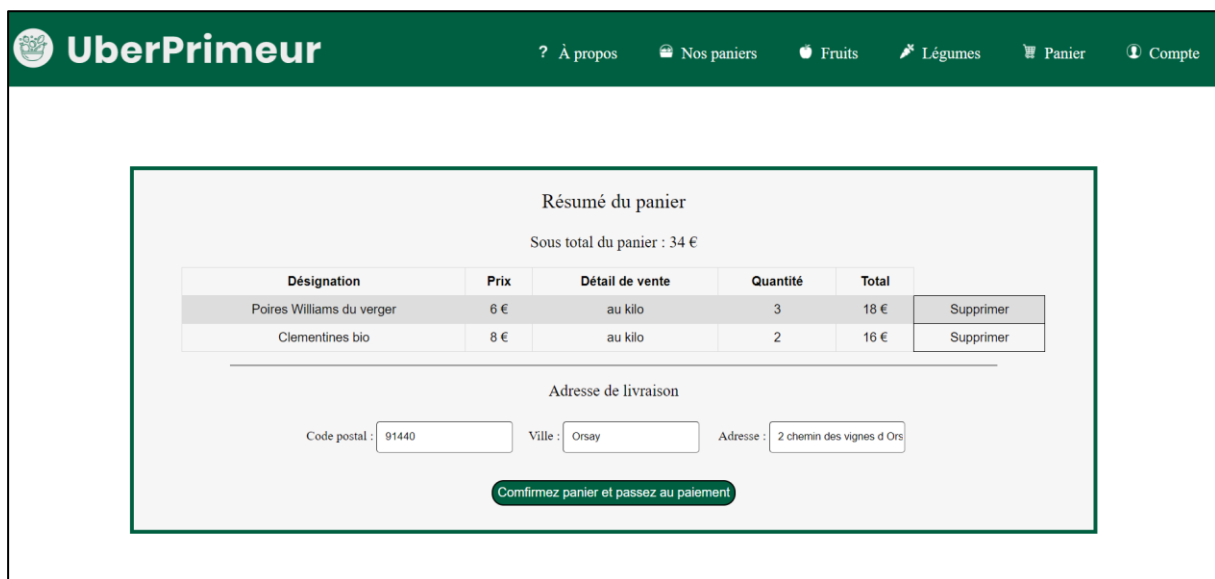 UberPrimeur ? À propos Nos paniers Fruits Légumes Panier Compte
Résumé du panier
Sous total du panier : 34 €
Désignation Prix Détail de vente Quantité Total
Poires Williams du verger 6 € au kilo 3 18 € Supprimer
Clementines bio 8 € au kilo 2 16 € Supprimer
Adresse de livraison
Code postal : 91440 Ville : Orsay Adresse : 2 chemin des vignes d Ors
Comfirmez panier et passez au paiement